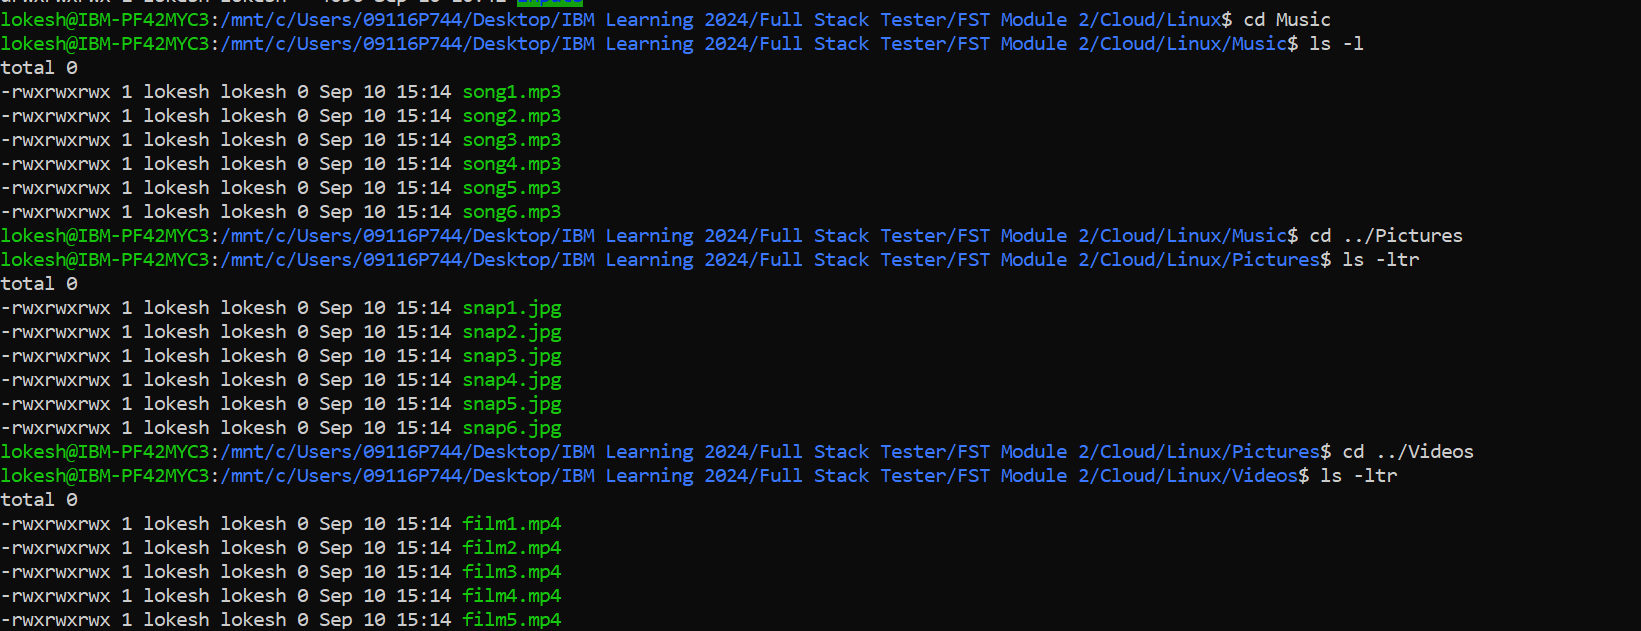 lokesh@IBM-PF42MYC3:/mnt/c/Users/09116P744/Desktop/IBM Learning 2024/Full Stack Tester/FST Module 2/Cloud/Linux$ cd Music
lokesh@IBM-PF42MYC3:/mnt/c/Users/09116P744/Desktop/IBM Learning 2024/Full Stack Tester/FST Module 2/Cloud/Linux/Music$ ls -l
total 0
-rwxrwxrwx 1 lokesh lokesh 0 Sep 10 15:14 song1.mp3
-rwxrwxrwx 1 lokesh lokesh 0 Sep 10 15:14 song2.mp3
-rwxrwxrwx 1 lokesh lokesh 0 Sep 10 15:14 song3.mp3
-rwxrwxrwx 1 lokesh lokesh 0 Sep 10 15:14 song4.mp3
-rwxrwxrwx 1 lokesh lokesh 0 Sep 10 15:14 song5.mp3
-rwxrwxrwx 1 lokesh lokesh 0 Sep 10 15:14 song6.mp3
lokesh@IBM-PF42MYC3:/mnt/c/Users/09116P744/Desktop/IBM Learning 2024/Full Stack Tester/FST Module 2/Cloud/Linux/Music$ cd ../Pictures
lokesh@IBM-PF42MYC3:/mnt/c/Users/09116P744/Desktop/IBM Learning 2024/Full Stack Tester/FST Module 2/Cloud/Linux/Pictures$ ls -ltr
total 0
-rwxrwxrwx 1 lokesh lokesh 0 Sep 10 15:14 snap1.jpg
-rwxrwxrwx 1 lokesh lokesh 0 Sep 10 15:14 snap2.jpg
-rwxrwxrwx 1 lokesh lokesh 0 Sep 10 15:14 snap3.jpg
-rwxrwxrwx 1 lokesh lokesh 0 Sep 10 15:14 snap4.jpg
-rwxrwxrwx 1 lokesh lokesh 0 Sep 10 15:14 snap5.jpg
-rwxrwxrwx 1 lokesh lokesh 0 Sep 10 15:14 snap6.jpg
lokesh@IBM-PF42MYC3:/mnt/c/Users/09116P744/Desktop/IBM Learning 2024/Full Stack Tester/FST Module 2/Cloud/Linux/Pictures$ cd ../Videos
lokesh@IBM-PF42MYC3:/mnt/c/Users/09116P744/Desktop/IBM Learning 2024/Full Stack Tester/FST Module 2/Cloud/Linux/Videos$ ls -ltr
total 0
-rwxrwxrwx 1 lokesh lokesh 0 Sep 10 15:14 film1.mp4
-rwxrwxrwx 1 lokesh lokesh 0 Sep 10 15:14 film2.mp4
-rwxrwxrwx 1 lokesh lokesh 0 Sep 10 15:14 film3.mp4
-rwxrwxrwx 1 lokesh lokesh 0 Sep 10 15:14 film4.mp4
-rwxrwxrwx 1 lokesh lokesh 0 Sep 10 15:14 film5.mp4